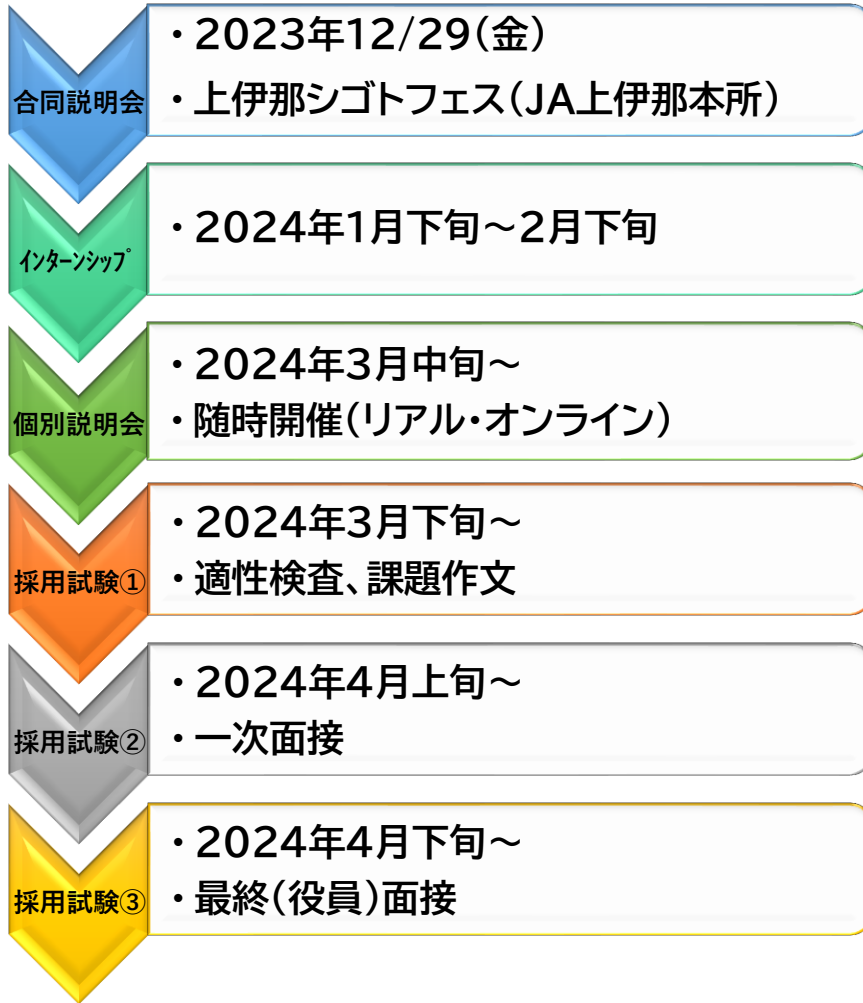 合同説明会
・2023年12/29(金)
・上伊那シゴトフェス(JA上伊那本所)
ｲﾝﾀｰﾝｼｯﾌﾟ
・2024年1月下旬～2月下旬
個別説明会
・2024年3月中旬～
・随時開催(リアル・オンライン)
採用試験①
・2024年3月下旬～
・適性検査、課題作文
採用試験②
・2024年4月上旬～
・一次面接
採用試験③
・2024年4月下旬～
・最終(役員)面接